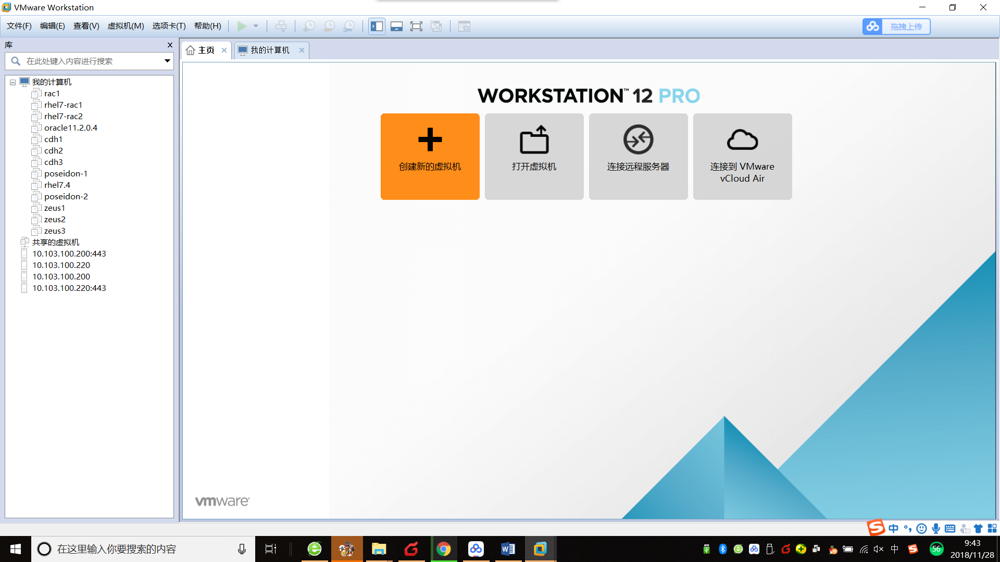 VMware Workstation
文件(F) 编辑(E) 查看(V) 虚拟机(M) 选项卡(T) 帮助(H)
拖拽上传
库
主页
我的计算机
在此处键入内容进行搜索
我的计算机
rac1
rhel7-rac1
rhel7-rac2
oracle11.2.0.4
cdh1
cdh2
cdh3
poseidon-1
rhel7.4
poseidon-2
zeus1
zeus2
zeus3
共享的虚拟机
10.103.100.200:443
10.103.100.220
10.103.100.200
10.103.100.220:443
WORKSTATION™ 12 PRO
创建新的虚拟机
打开虚拟机
连接远程服务器
连接到 VMware
vCloud Air
vmware
中
在这里输入你要搜索的内容
中
56
9:43
2018/11/28